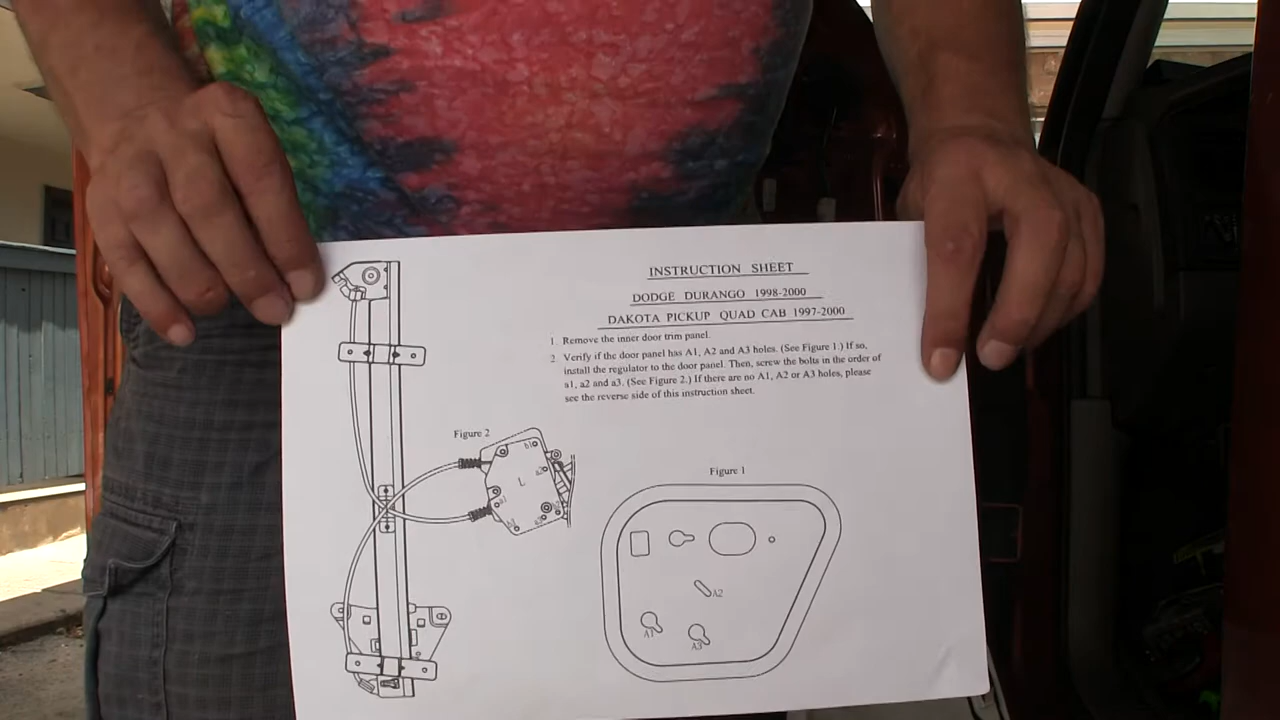 INSTRUCTION SHEET
DODGE DURANGO 1998-2000
DAKOTA PICKUP QUAD CAB 1997-2000
1. Remove the inner door trim panel.
2. Verify if the door panel has A1, A2 and A3 holes. (See Figure 1.) If so,
install the regulator to the door panel. Then, screw the bolts in the order of
a1, a2 and a3. (See Figure 2.) If there are no A1, A2 or A3 holes, please
see the reverse side of this instruction sheet.
Figure 2
b1
a2
L
a1
a3
Figure 1
A2
A1
A3